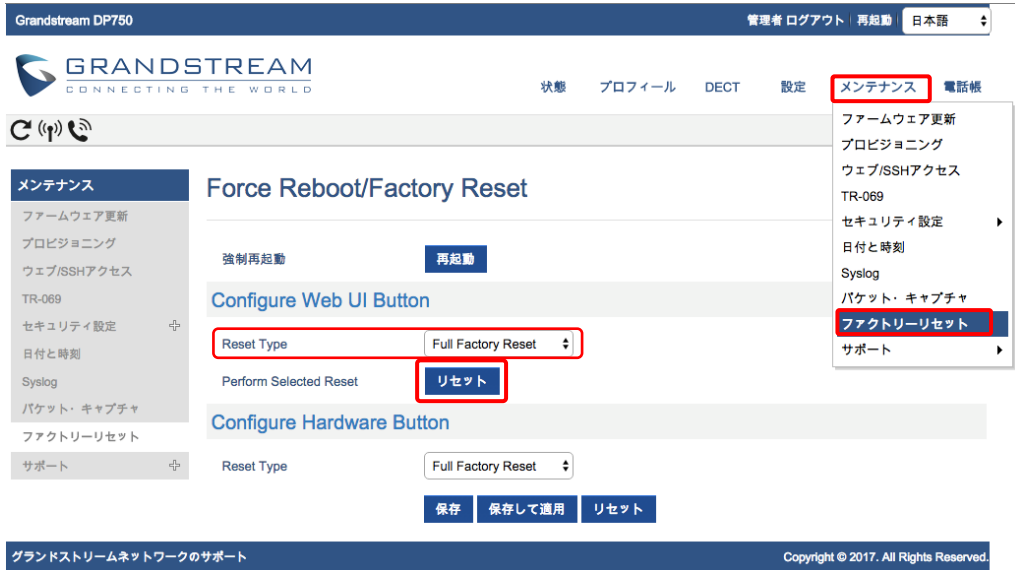 Grandstream DP750
管理者 ログアウト 再起動 日本語
GRANDSTREAM
CONNECTING THE WORLD
状態 プロフィール DECT 設定 メンテナンス 電話帳
ファームウェア更新
プロビジョニング
ウェブ/SSHアクセス
TR-069
セキュリティ設定
日付と時刻
Syslog
パケット・キャプチャ
ファクトリーリセット
サポート
メンテナンス
ファームウェア更新
プロビジョニング
ウェブ/SSHアクセス
TR-069
セキュリティ設定
日付と時刻
Syslog
パケット・キャプチャ
ファクトリーリセット
サポート
Force Reboot/Factory Reset
強制再起動 再起動
Configure Web UI Button
Reset Type Full Factory Reset
Perform Selected Reset リセット
Configure Hardware Button
Reset Type Full Factory Reset
保存 保存して適用 リセット
グランドストリームネットワークのサポート
Copyright © 2017. All Rights Reserved.